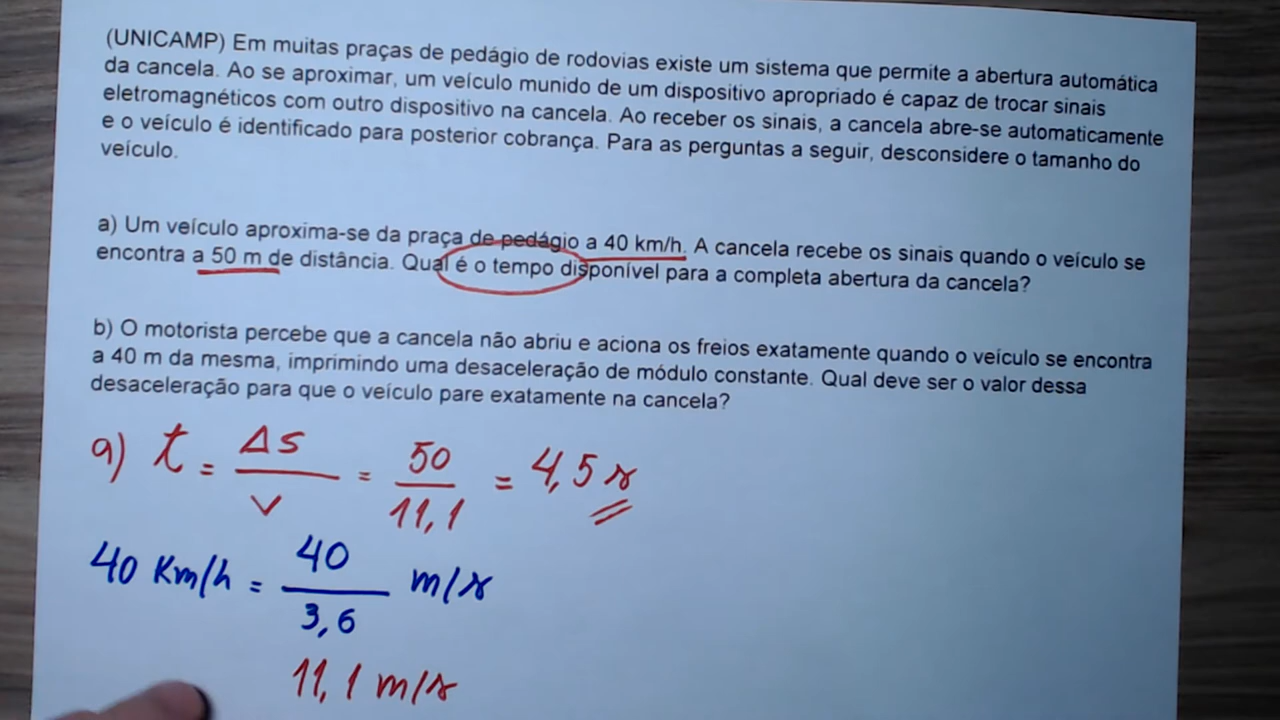 (UNICAMP) Em muitas praças de pedágio de rodovias existe um sistema que permite a abertura automática
da cancela. Ao se aproximar, um veículo munido de um dispositivo apropriado é capaz de trocar sinais
eletromagnéticos com outro dispositivo na cancela. Ao receber os sinais, a cancela abre-se automaticamente
e o veículo é identificado para posterior cobrança. Para as perguntas a seguir, desconsidere o tamanho do
veículo.
a) Um veículo aproxima-se da praça de pedágio a 40 km/h. A cancela recebe os sinais quando o veículo se
encontra a 50 m de distância. Qual é o tempo disponível para a completa abertura da cancela?
b) O motorista percebe que a cancela não abriu e aciona os freios exatamente quando o veículo se encontra
a 40 m da mesma, imprimindo uma desaceleração de módulo constante. Qual deve ser o valor dessa
desaceleração para que o veículo pare exatamente na cancela?
a) t = ΔS / v = 50 / 11,1 = 4,5 s
40 Km/h = 40 / 3,6 m/s
11,1 m/s